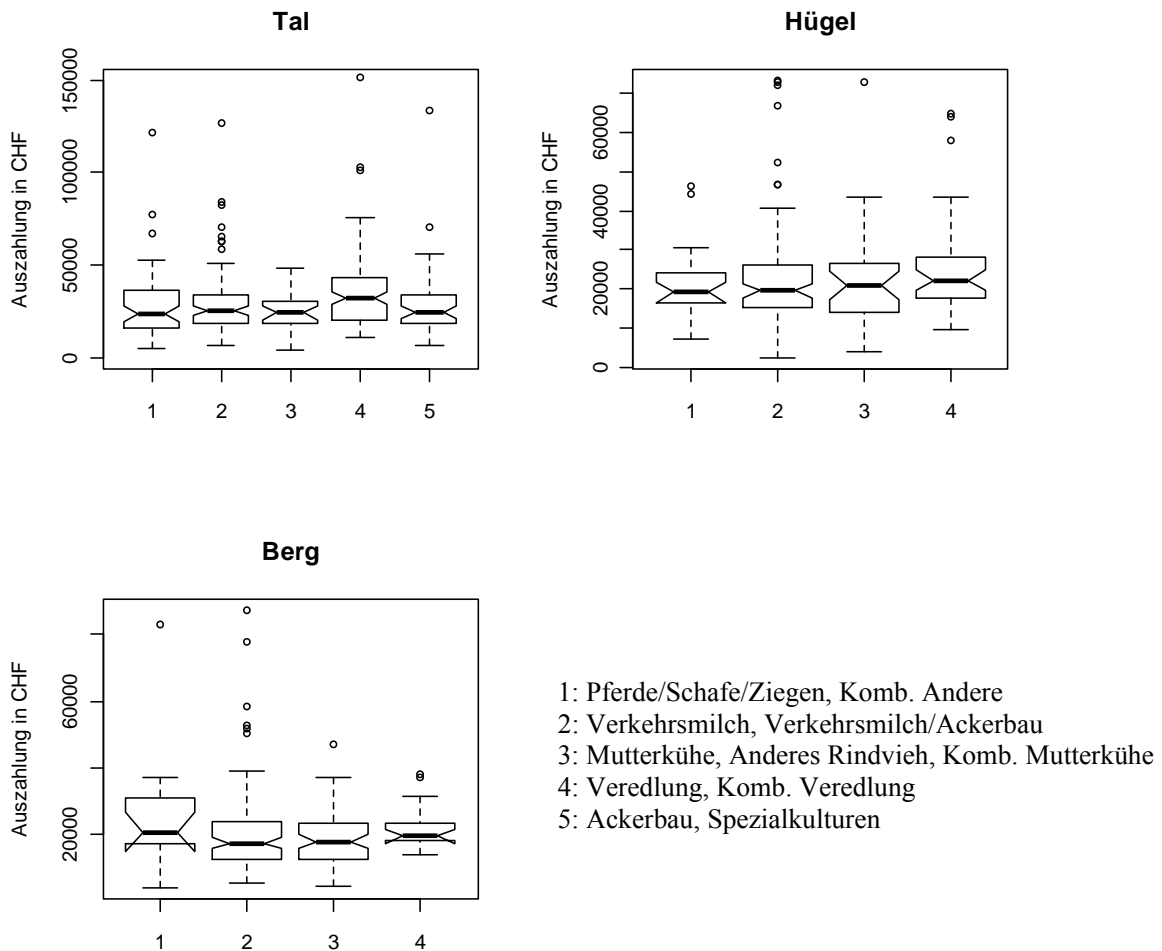 Tal
Auszahlung in CHF
150000
100000
50000
0
1 2 3 4 5
Hügel
Auszahlung in CHF
60000
40000
20000
0
1 2 3 4
Berg
Auszahlung in CHF
60000
20000
1 2 3 4
1: Pferde/Schafe/Ziegen, Komb. Andere
2: Verkehrsmilch, Verkehrsmilch/Ackerbau
3: Mutterkühe, Anderes Rindvieh, Komb. Mutterkühe
4: Veredlung, Komb. Veredlung
5: Ackerbau, Spezialkulturen